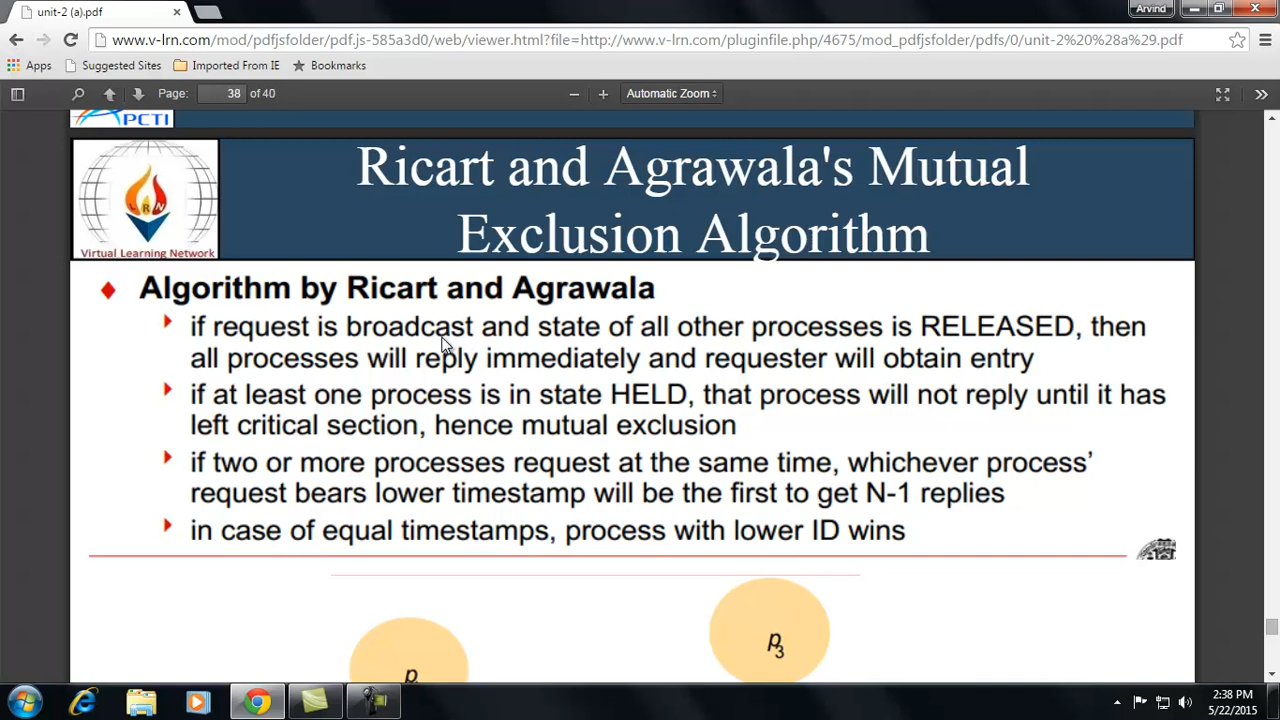 unit-2 (a).pdf
Arvind
www.v-lrn.com/mod/pdfjsfolder/pdf.js-585a3d0/web/viewer.html?file=http://www.v-lrn.com/pluginfile.php/4675/mod_pdfjsfolder/pdfs/0/unit-2%20%28a%29.pdf
Apps Suggested Sites Imported From IE Bookmarks
Page: 38 of 40 Automatic Zoom
PCTI
LRN
Virtual Learning Network
Ricart and Agrawala's Mutual
Exclusion Algorithm
Algorithm by Ricart and Agrawala
if request is broadcast and state of all other processes is RELEASED, then
all processes will reply immediately and requester will obtain entry
if at least one process is in state HELD, that process will not reply until it has
left critical section, hence mutual exclusion
if two or more processes request at the same time, whichever process’
request bears lower timestamp will be the first to get N-1 replies
in case of equal timestamps, process with lower ID wins
p3
p
2:38 PM
5/22/2015